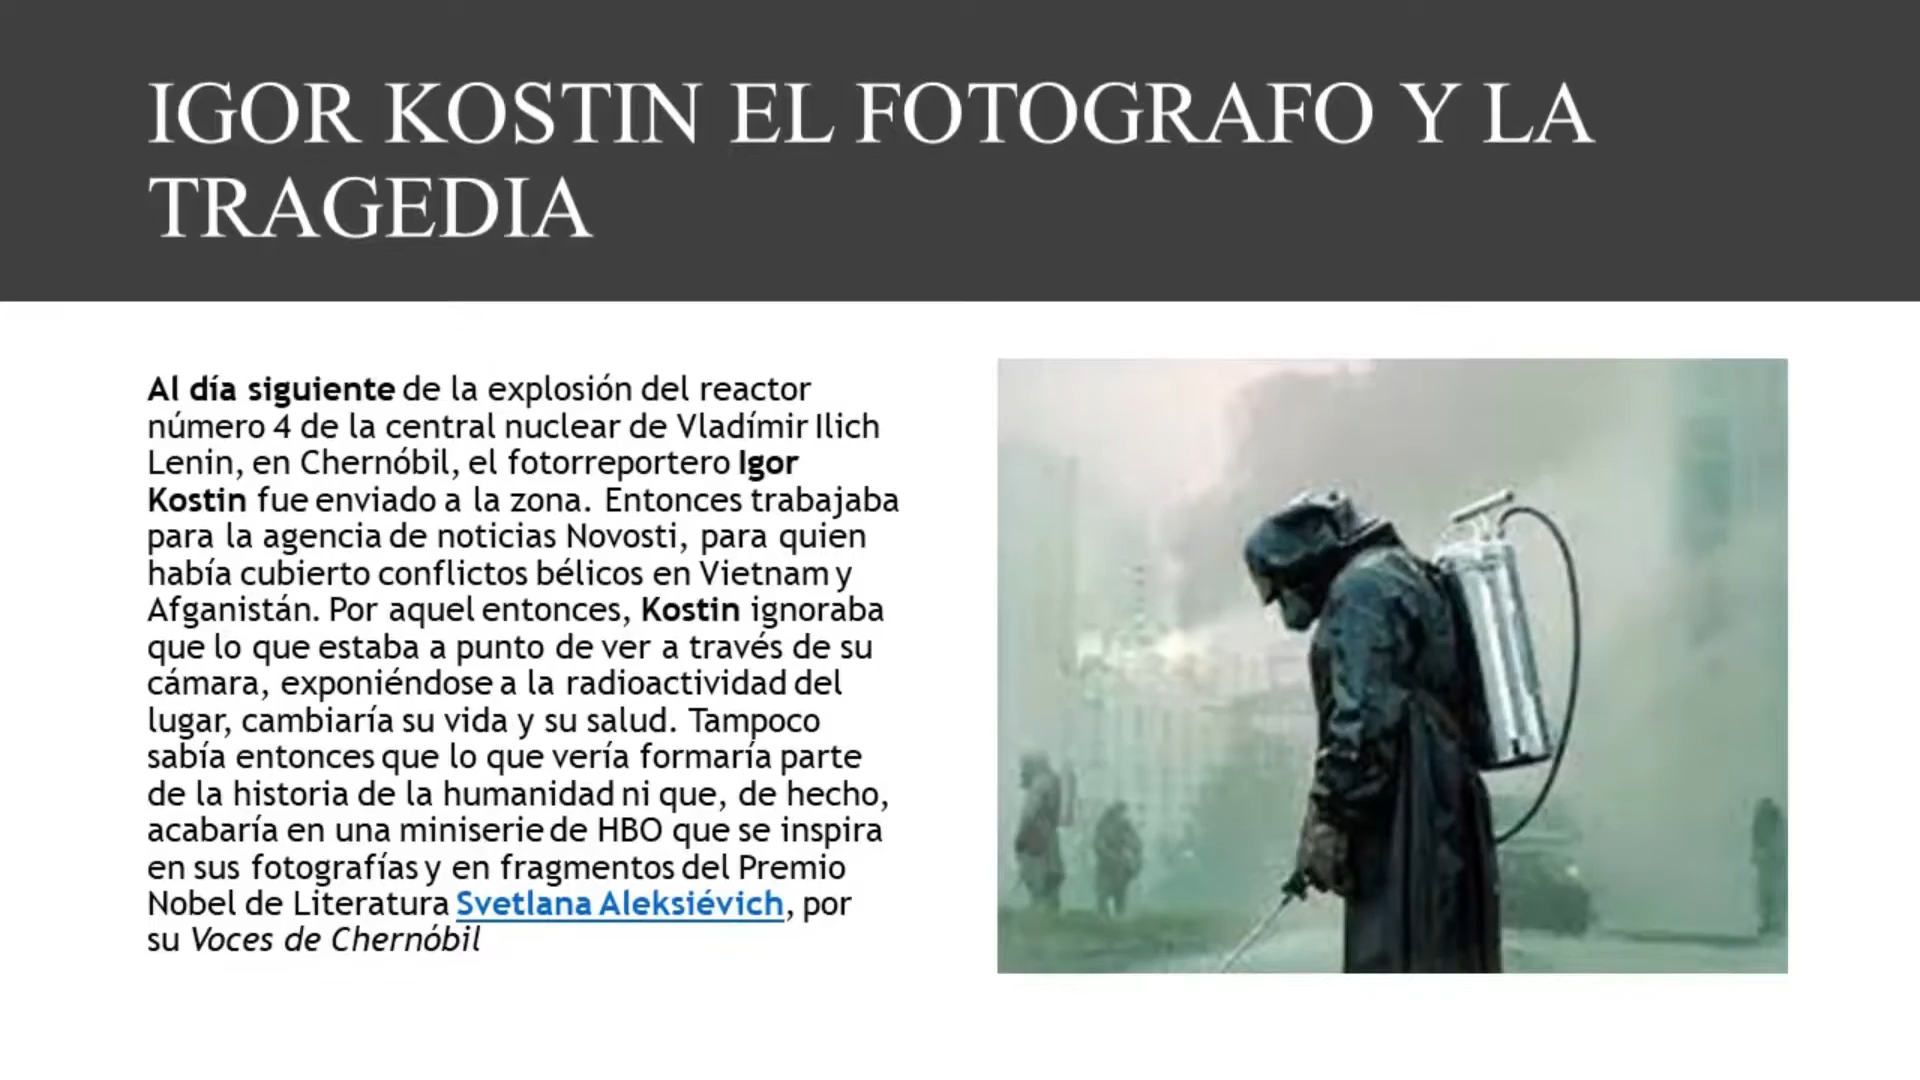 IGOR KOSTIN EL FOTOGRAFO Y LA
TRAGEDIA
Al día siguiente de la explosión del reactor
número 4 de la central nuclear de Vladímir Ilich
Lenin, en Chernóbil, el fotorreportero Igor
Kostin fue enviado a la zona. Entonces trabajaba
para la agencia de noticias Novosti, para quien
había cubierto conflictos bélicos en Vietnam y
Afganistán. Por aquel entonces, Kostin ignoraba
que lo que estaba a punto de ver a través de su
cámara, exponiéndose a la radioactividad del
lugar, cambiaría su vida y su salud. Tampoco
sabía entonces que lo que vería formaría parte
de la historia de la humanidad ni que, de hecho,
acabaría en una miniserie de HBO que se inspira
en sus fotografías y en fragmentos del Premio
Nobel de Literatura Svetlana Aleksiévich, por
su Voces de Chernóbil